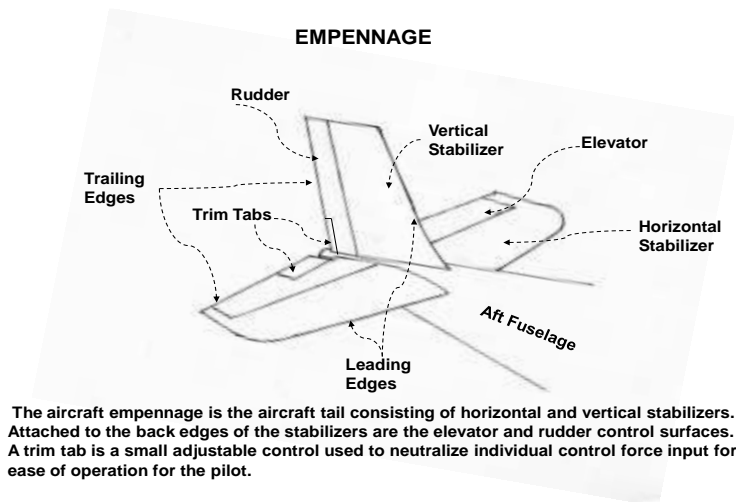 EMPENNAGE
Rudder
Vertical
Stabilizer
Elevator
Trailing
Edges
Trim Tabs
Horizontal
Stabilizer
Aft Fuselage
Leading
Edges
The aircraft empennage is the aircraft tail consisting of horizontal and vertical stabilizers.
Attached to the back edges of the stabilizers are the elevator and rudder control surfaces.
A trim tab is a small adjustable control used to neutralize individual control force input for
ease of operation for the pilot.